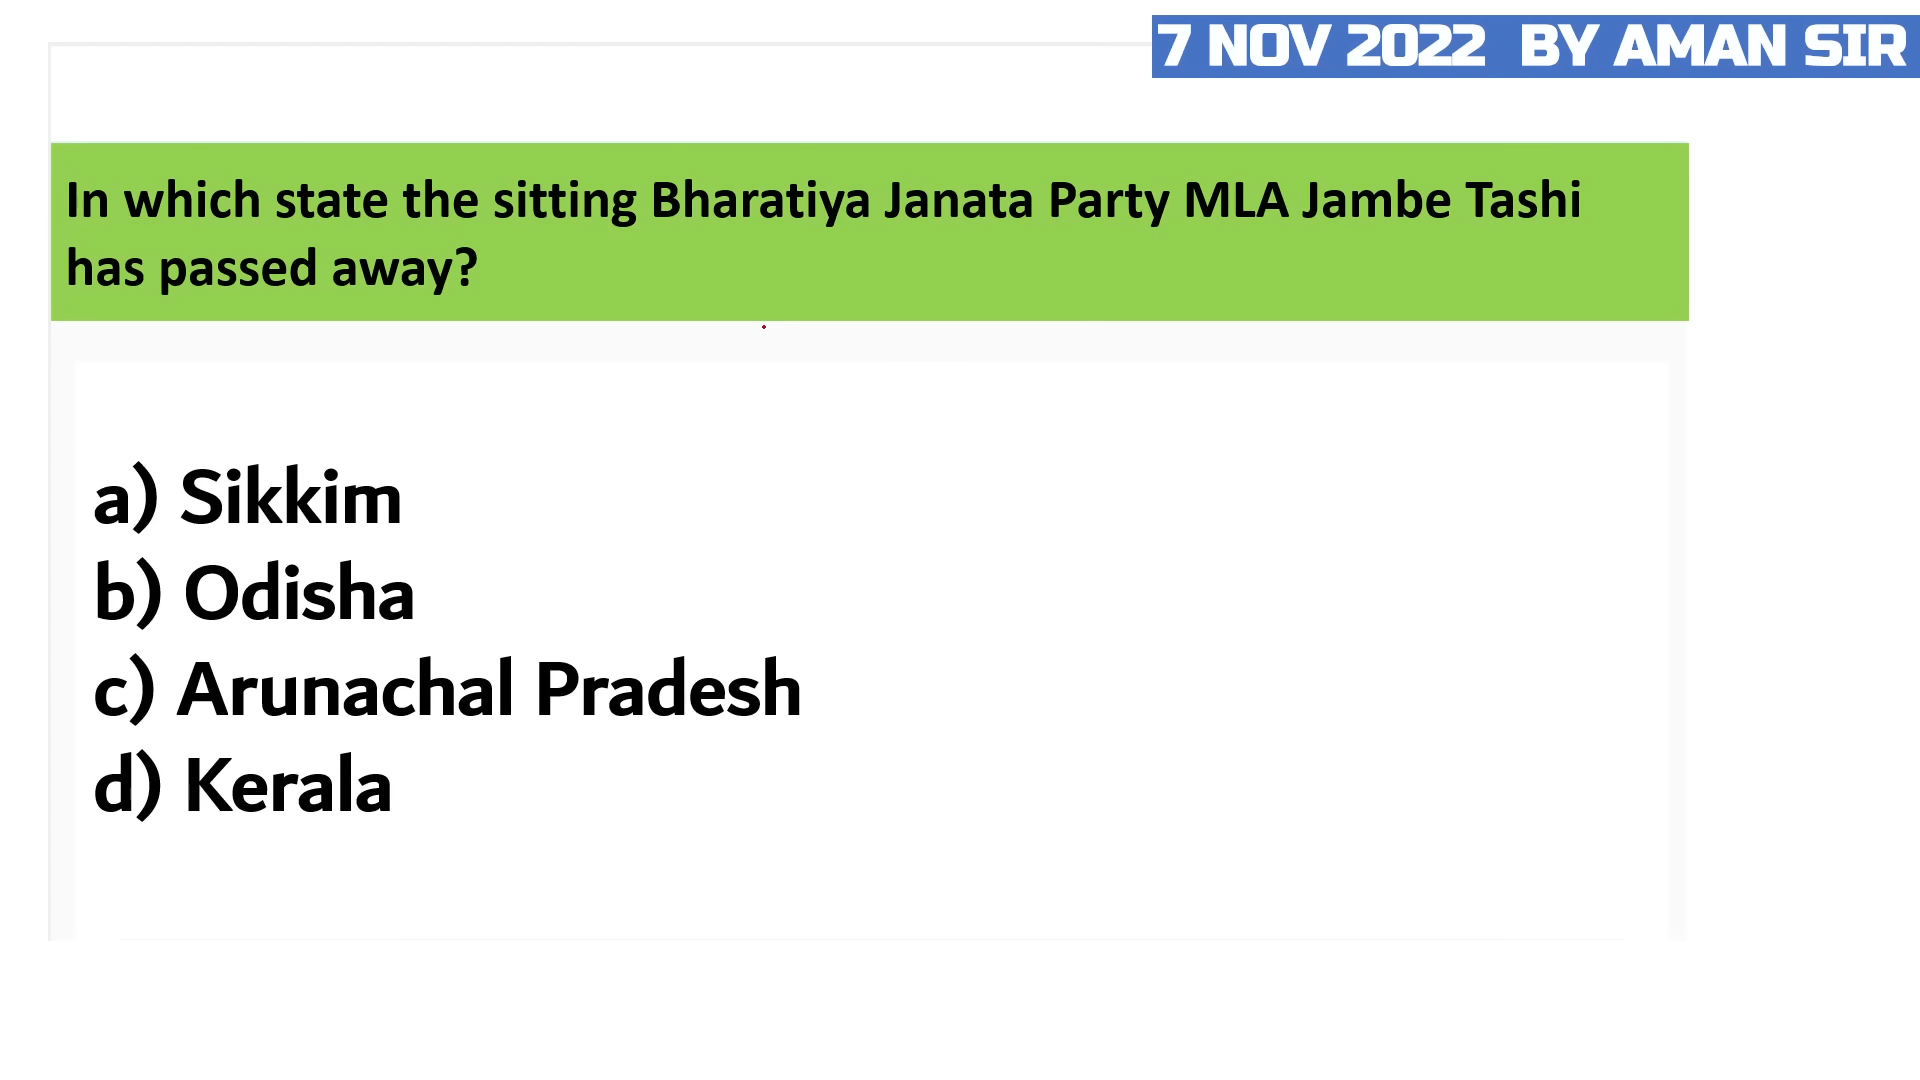 7 NOV 2022 BY AMAN SIR
In which state the sitting Bharatiya Janata Party MLA Jambe Tashi
has passed away?
a) Sikkim
b) Odisha
c) Arunachal Pradesh
d) Kerala